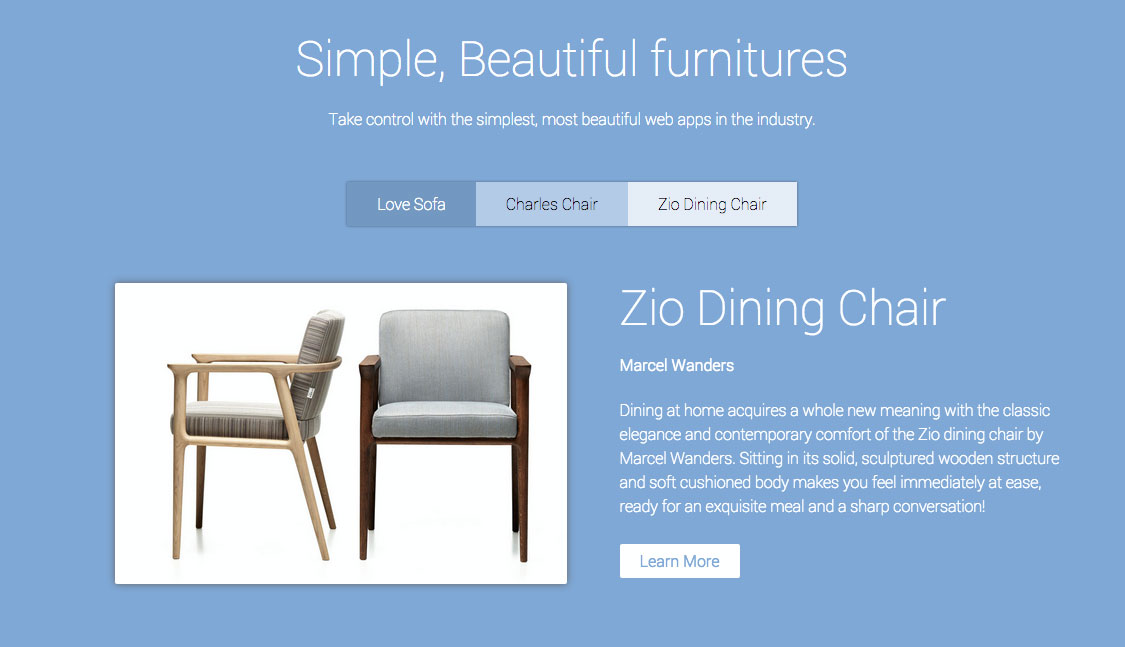 Simple, Beautiful furnitures
Take control with the simplest, most beautiful web apps in the industry.
Love Sofa
Charles Chair
Zio Dining Chair
Zio Dining Chair
Marcel Wanders
Dining at home acquires a whole new meaning with the classic
elegance and contemporary comfort of the Zio dining chair by
Marcel Wanders. Sitting in its solid, sculptured wooden structure
and soft cushioned body makes you feel immediately at ease,
ready for an exquisite meal and a sharp conversation!
Learn More